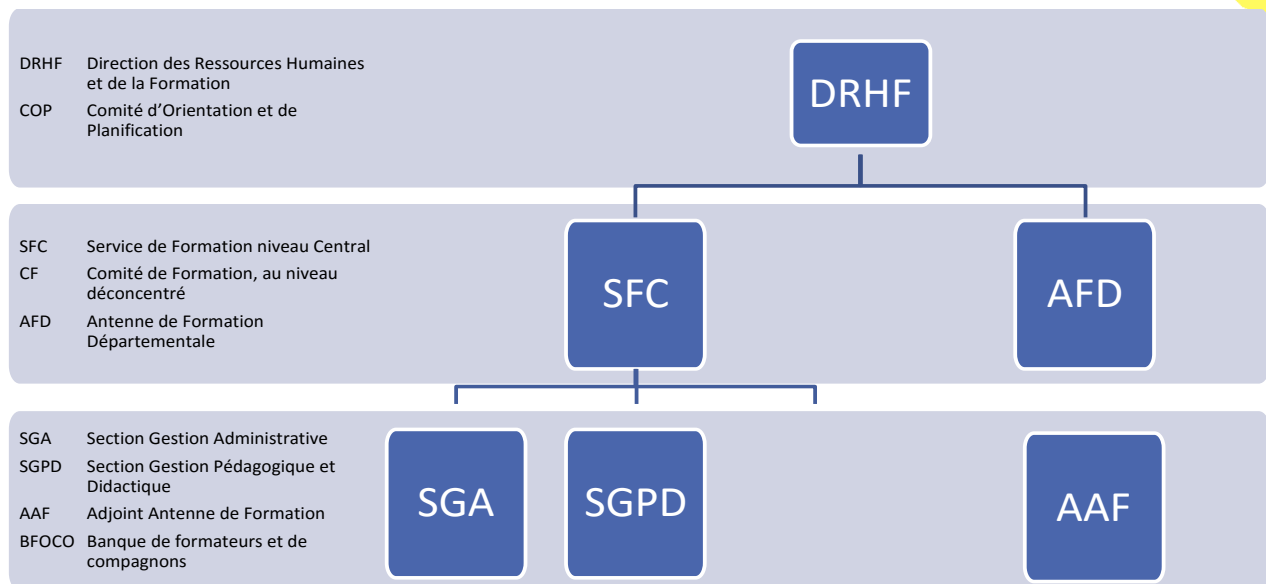 DRHF Direction des Ressources Humaines
et de la Formation
COP Comité d’Orientation et de
Planification
DRHF
SFC Service de Formation niveau Central
CF Comité de Formation, au niveau
déconcentré
AFD Antenne de Formation
Départementale
SFC
AFD
SGA Section Gestion Administrative
SGPD Section Gestion Pédagogique et
Didactique
AAF Adjoint Antenne de Formation
BFOCO Banque de formateurs et de
compagnons
SGA
SGPD
AAF